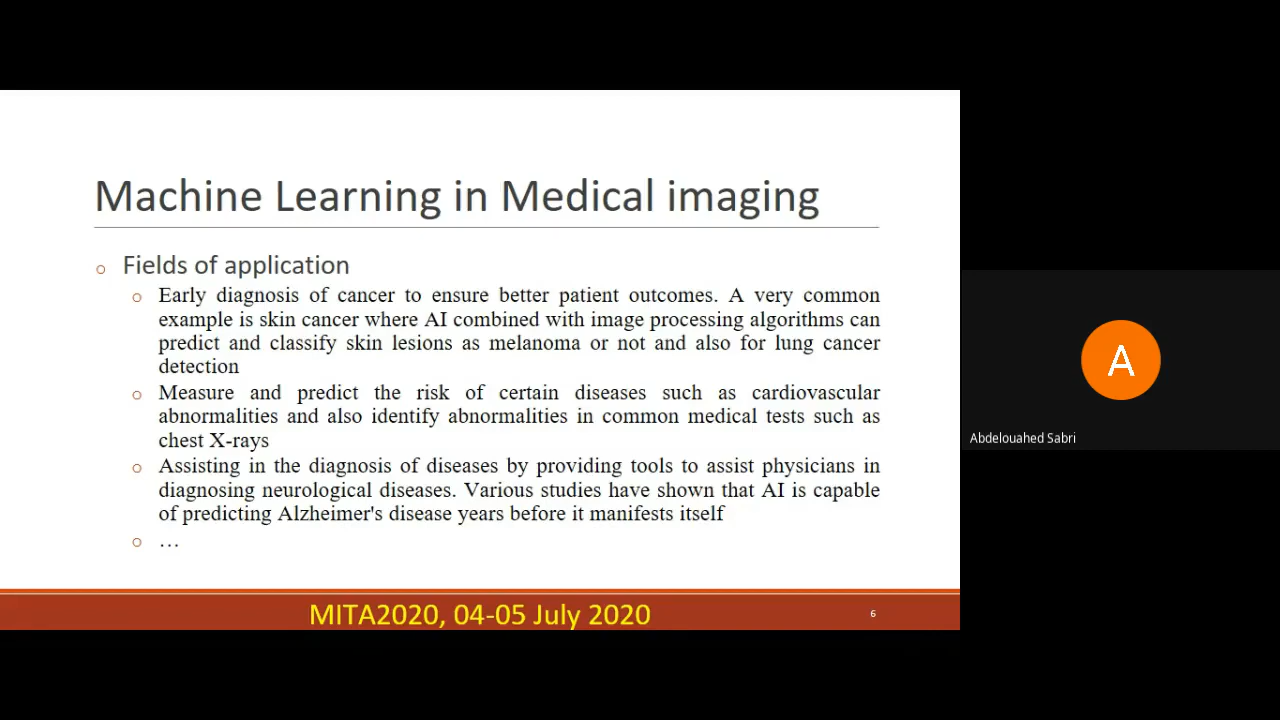 Machine Learning in Medical imaging
Fields of application
Early diagnosis of cancer to ensure better patient outcomes. A very common
example is skin cancer where AI combined with image processing algorithms can
predict and classify skin lesions as melanoma or not and also for lung cancer
detection
Measure and predict the risk of certain diseases such as cardiovascular
abnormalities and also identify abnormalities in common medical tests such as
chest X-rays
Assisting in the diagnosis of diseases by providing tools to assist physicians in
diagnosing neurological diseases. Various studies have shown that AI is capable
of predicting Alzheimer's disease years before it manifests itself
…
MITA2020, 04-05 July 2020
6
A
Abdelouahed Sabri